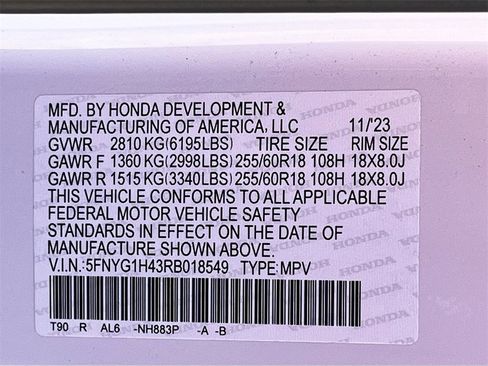 MFD. BY HONDA DEVELOPMENT &
MANUFACTURING OF AMERICA, LLC 11/'23
GVWR 2810 KG(6195LBS) TIRE SIZE RIM SIZE
GAWR F 1360 KG(2998LBS) 255/60R18 108H 18X8.0J
GAWR R 1515 KG(3340LBS) 255/60R18 108H 18X8.0J
THIS VEHICLE CONFORMS TO ALL APPLICABLE
FEDERAL MOTOR VEHICLE SAFETY
STANDARDS IN EFFECT ON THE DATE OF
MANUFACTURE SHOWN ABOVE.
V.I.N.:5FNYG1H43RB018549 TYPE:MPV
T90 R AL6 -NH883P -A -B